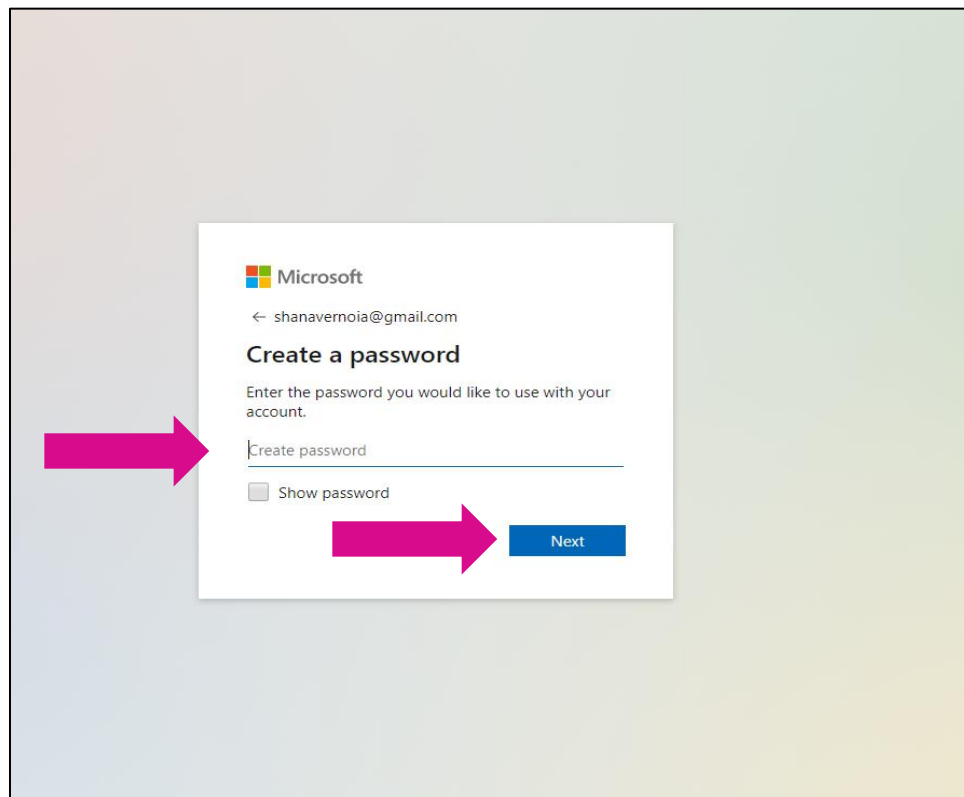 Microsoft
← shanavernoia@gmail.com
Create a password
Enter the password you would like to use with your
account.
Create password
Show password
Next